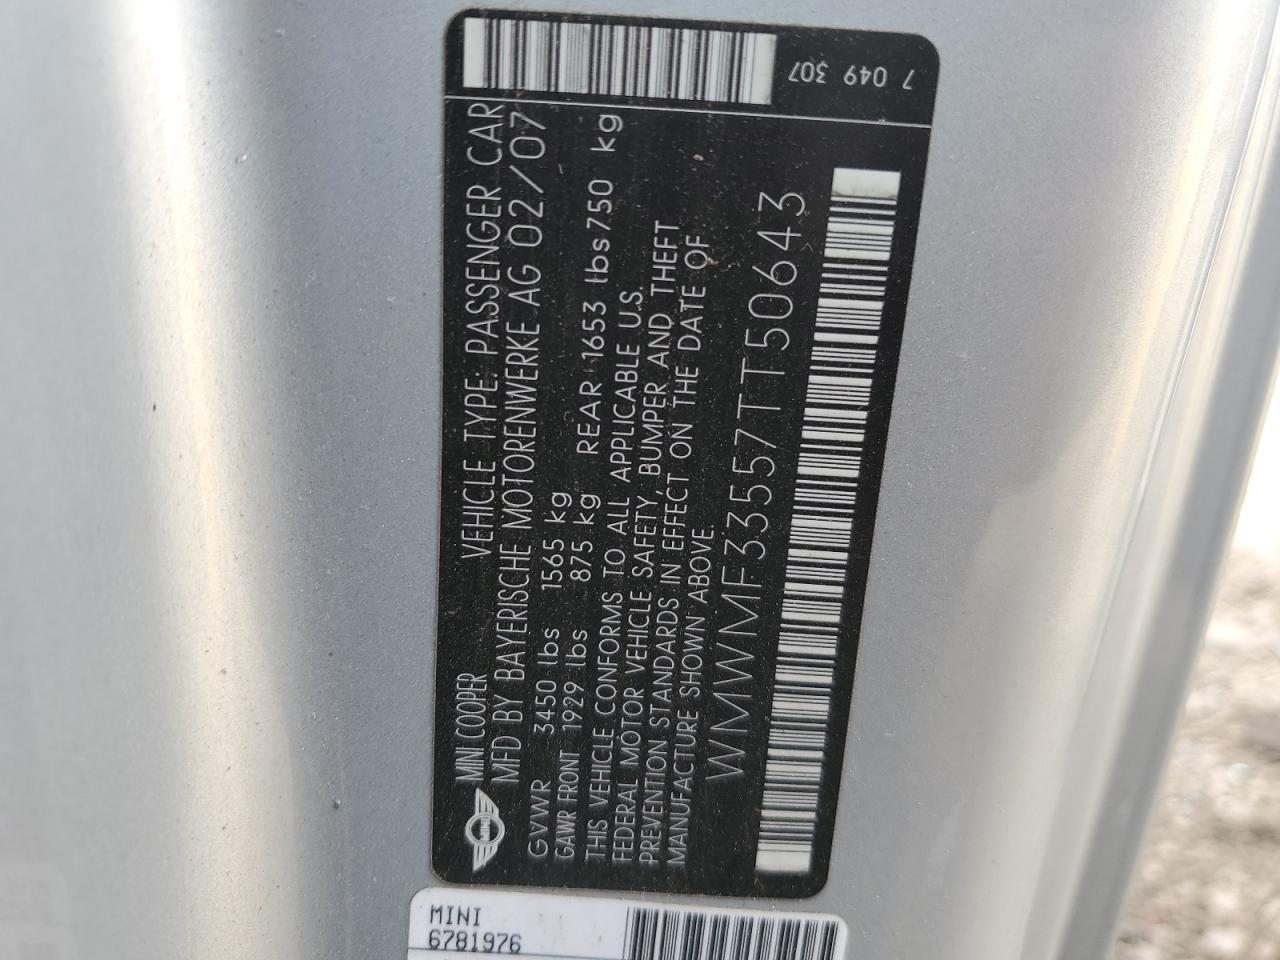 7 049 307
MINI COOPER VEHICLE TYPE: PASSENGER CAR
MFD BY BAYERISCHE MOTORENWERKE AG 02/07
GVWR 3450 lbs 1565 kg
GAWR FRONT 1929 lbs 875 kg REAR 1653 lbs 750 kg
THIS VEHICLE CONFORMS TO ALL APPLICABLE U.S.
FEDERAL MOTOR VEHICLE SAFETY, BUMPER AND THEFT
PREVENTION STANDARDS IN EFFECT ON THE DATE OF
MANUFACTURE SHOWN ABOVE.
WMWMF33557TT50643
MINI
MINI
6781976